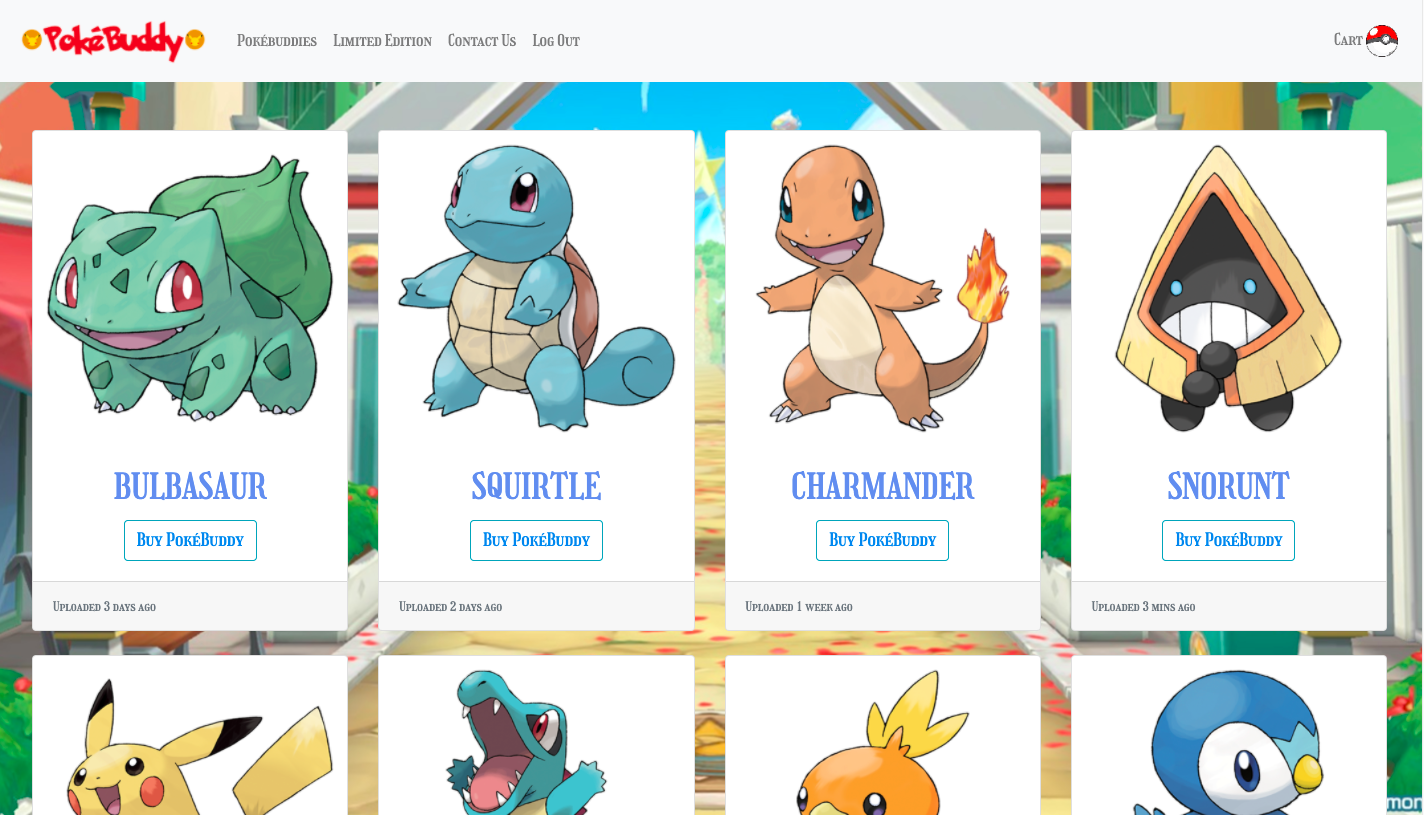 PokéBuddy
Pokébuddies Limited Edition Contact Us Log Out Cart
BULBASAUR SQUIRTLE CHARMANDER SNORUNT
Buy PokéBuddy Buy PokéBuddy Buy PokéBuddy Buy PokéBuddy
Uploaded 3 days ago Uploaded 2 days ago Uploaded 1 week ago Uploaded 3 mins ago